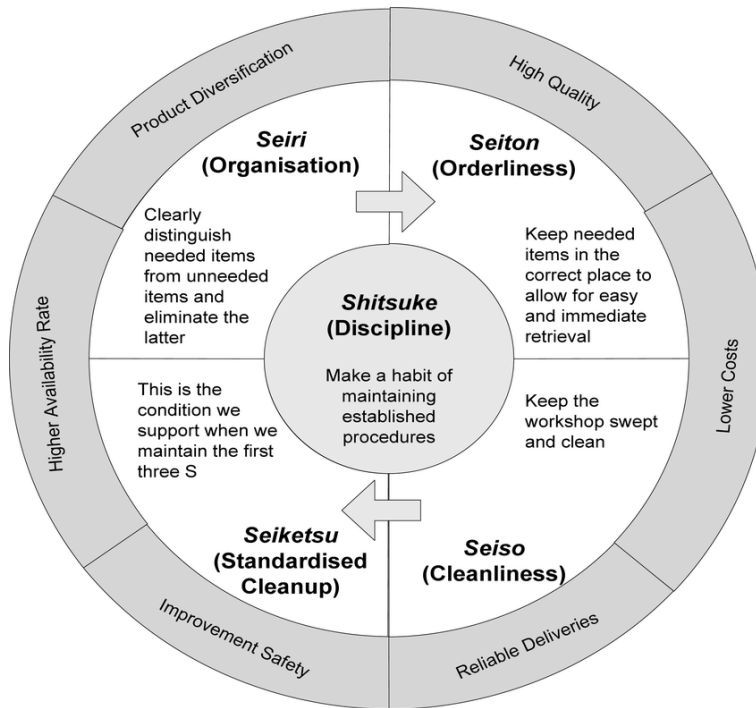 Product Diversification
High Quality
Lower Costs
Reliable Deliveries
Improvement Safety
Higher Availability Rate
Seiri
(Organisation)
Clearly
distinguish
needed items
from unneeded
items and
eliminate the
latter
Seiton
(Orderliness)
Keep needed
items in the
correct place to
allow for easy
and immediate
retrieval
Shitsuke
(Discipline)
Make a habit of
maintaining
established
procedures
Keep the
workshop swept
and clean
Seiso
(Cleanliness)
This is the
condition we
support when we
maintain the first
three S
Seiketsu
(Standardised
Cleanup)